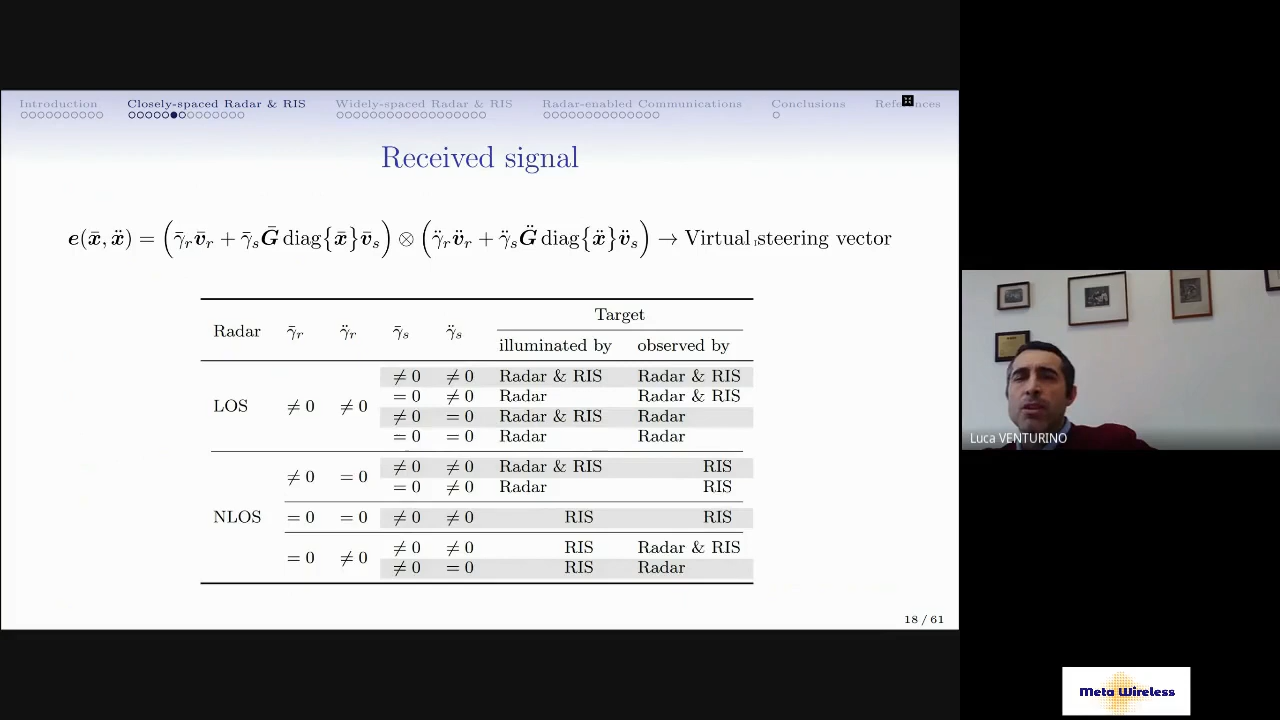 Introduction Closely-spaced Radar & RIS Widely-spaced Radar & RIS Radar-enabled Communications Conclusions
Received signal
e(x̄, ẍ) = (γ̄_r v̄_r + γ̄_s Ḡ diag{x̄} v̄_s) ⊗ (γ̈_r v̈_r + γ̈_s G̈ diag{ẍ} v̈_s) → Virtual steering vector
Target
Radar γ̄_r γ̈_r γ̄_s γ̈_s
illuminated by observed by
≠ 0 ≠ 0 Radar & RIS Radar & RIS
= 0 ≠ 0 Radar Radar & RIS
LOS ≠ 0 ≠ 0
≠ 0 = 0 Radar & RIS Radar
= 0 = 0 Radar Radar
≠ 0 ≠ 0 Radar & RIS RIS
≠ 0 = 0
= 0 ≠ 0 Radar RIS
NLOS = 0 = 0 ≠ 0 ≠ 0 RIS RIS
≠ 0 ≠ 0 RIS Radar & RIS
= 0 ≠ 0
≠ 0 = 0 RIS Radar
18 / 61
Luca VENTURINO
Meta Wireless